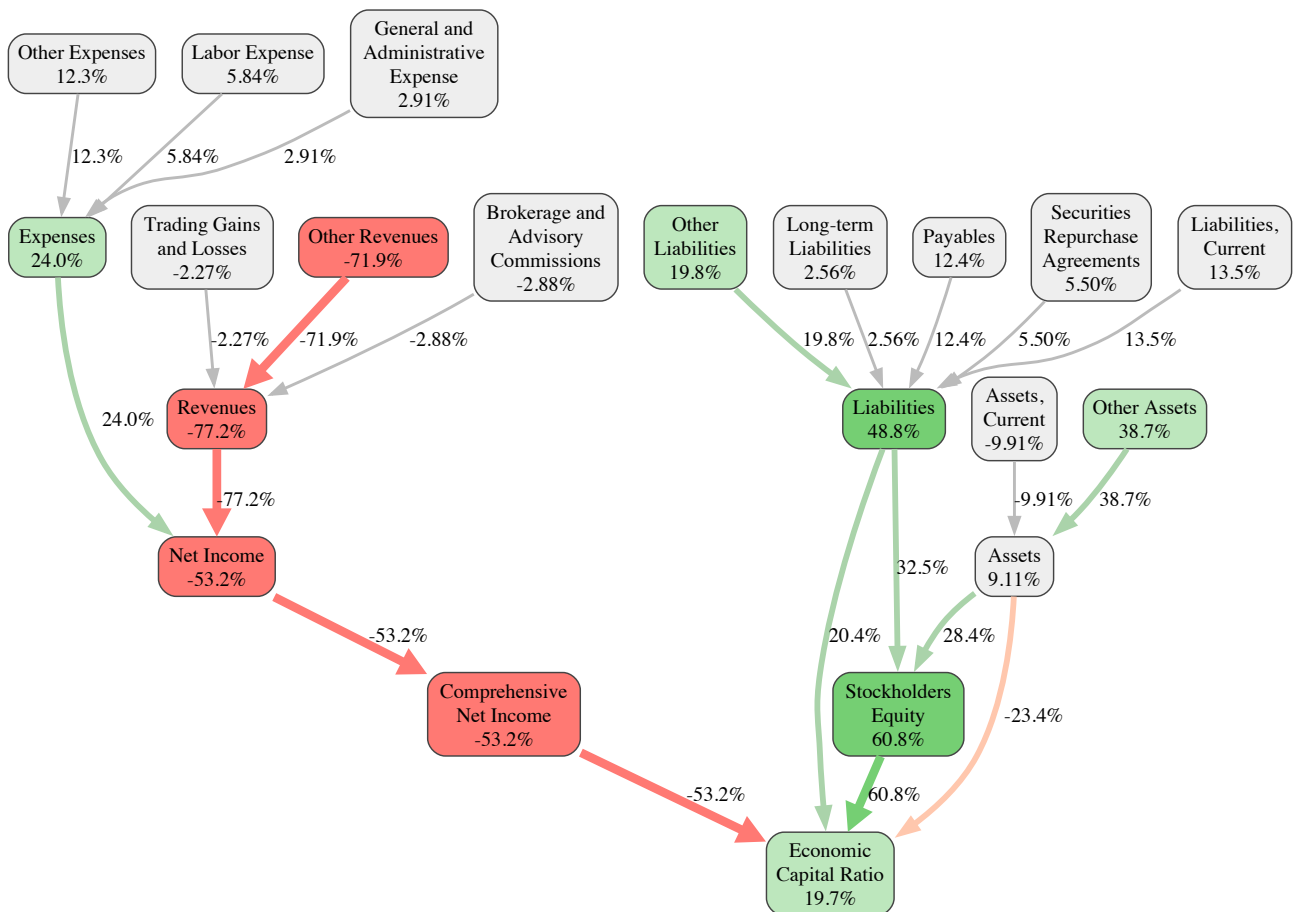 Other Expenses
12.3%
Labor Expense
5.84%
General and
Administrative
Expense
2.91%
12.3%
5.84%
2.91%
Expenses
24.0%
Trading Gains
and Losses
-2.27%
Other Revenues
-71.9%
Brokerage and
Advisory
Commissions
-2.88%
Other
Liabilities
19.8%
Long-term
Liabilities
2.56%
Payables
12.4%
Securities
Repurchase
Agreements
5.50%
Liabilities,
Current
13.5%
-2.27%
-71.9%
-2.88%
19.8%
2.56%
12.4%
5.50%
13.5%
24.0%
Revenues
-77.2%
Liabilities
48.8%
Assets,
Current
-9.91%
Other Assets
38.7%
-77.2%
-9.91%
38.7%
Net Income
-53.2%
32.5%
Assets
9.11%
-53.2%
20.4%
28.4%
Comprehensive
Net Income
-53.2%
Stockholders
Equity
60.8%
-23.4%
-53.2%
60.8%
Economic
Capital Ratio
19.7%